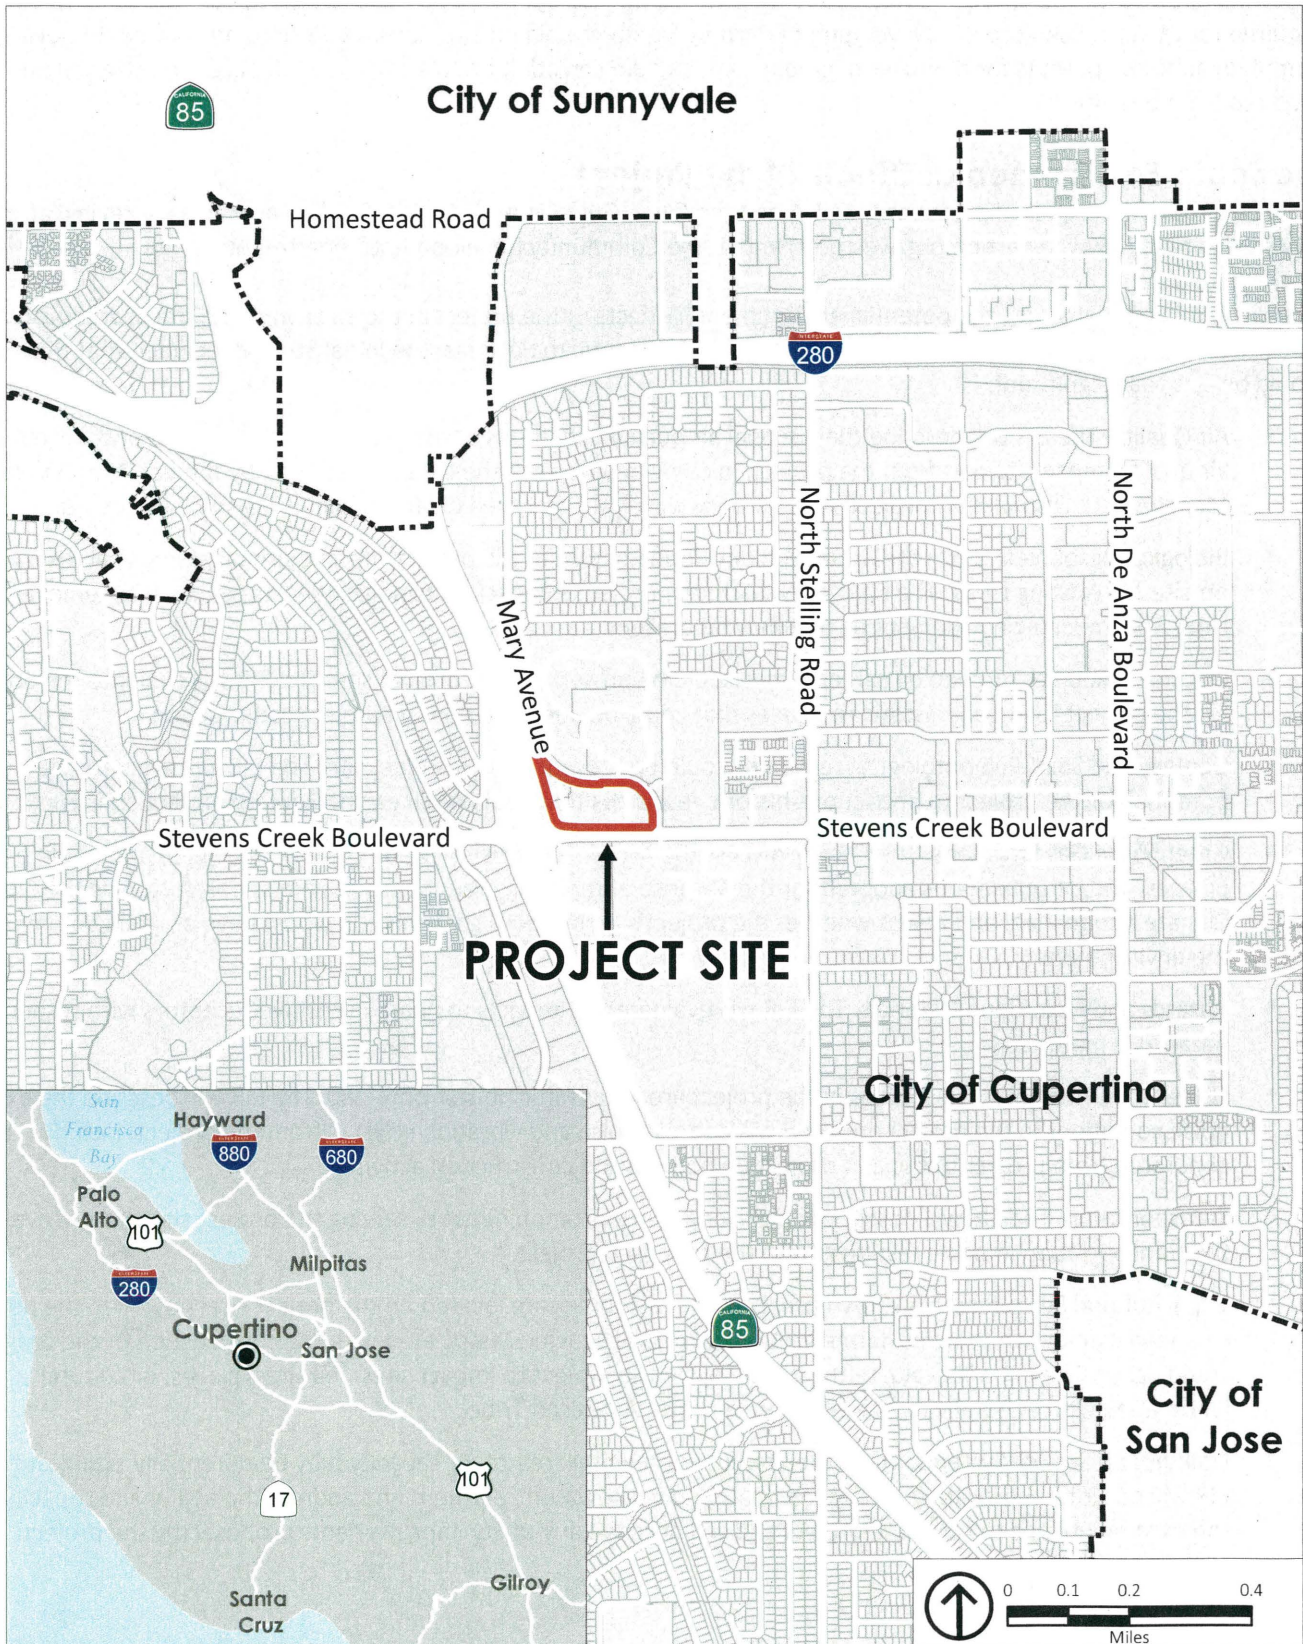 CALIFORNIA
85
City of Sunnyvale
Homestead Road
INTERSTATE
280
North Stelling Road
North De Anza Boulevard
Mary Avenue
Stevens Creek Boulevard
Stevens Creek Boulevard
PROJECT SITE
City of Cupertino
San
Francisco
Bay
Hayward
880
680
Palo
Alto
101
Milpitas
280
Cupertino
San Jose
CALIFORNIA
85
City of
San Jose
101
17
Gilroy
Santa
Cruz
0 0.1 0.2 0.4
Miles